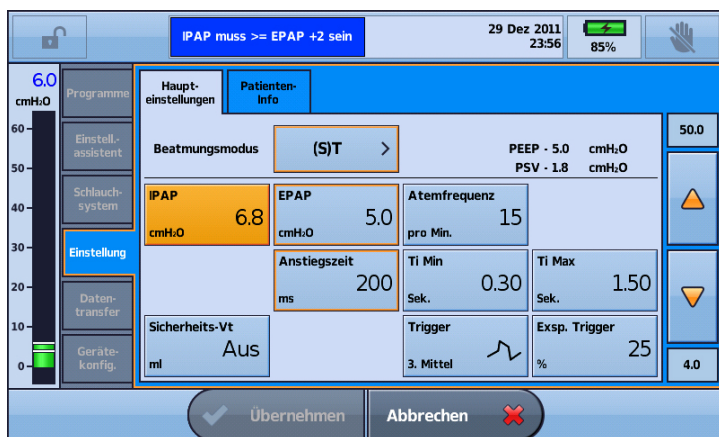 IPAP muss >= EPAP +2 sein
29 Dez 2011
23:56
85%
6.0
cmH₂O
60
50
40
30
20
10
0
Programme
Einstell.-
assistent
Schlauch-
system
Einstellung
Daten-
transfer
Geräte-
konfig.
Haupt-
einstellungen
Patienten-
Info
Beatmungsmodus
(S)T >
PEEP - 5.0 cmH₂O
PSV - 1.8 cmH₂O
IPAP
6.8
cmH₂O
EPAP
5.0
cmH₂O
Atemfrequenz
15
pro Min.
Anstiegszeit
200
ms
Ti Min
0.30
Sek.
Ti Max
1.50
Sek.
Sicherheits-Vt
Aus
ml
Trigger
3. Mittel
Exsp. Trigger
25
%
50.0
4.0
Übernehmen
Abbrechen